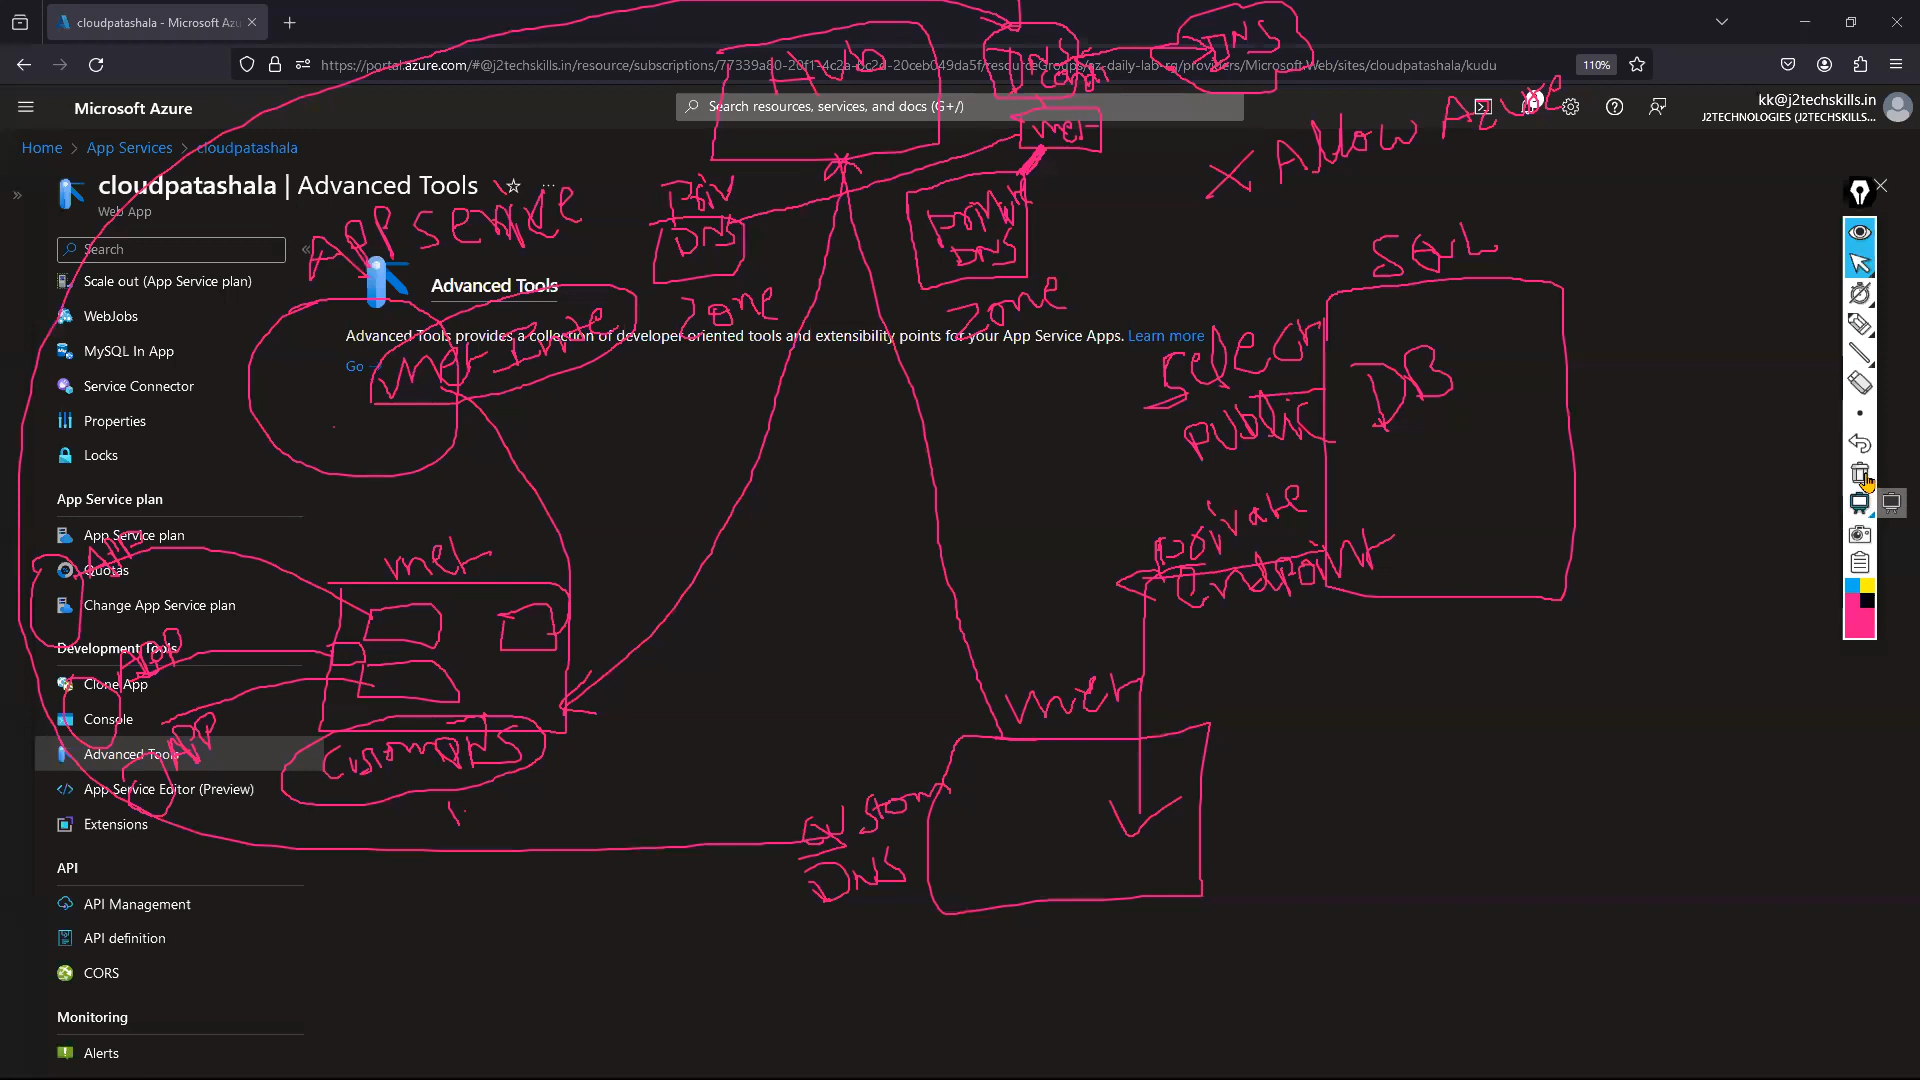 cloudpatashala - Microsoft Azu
https://portal.azure.com/#@j2techskills.in/resource/subscriptions/77339a80-20f1-4c2a-bc2d-20ceb049da5f/resourceGroups/az-daily-lab-rg/providers/Microsoft.Web/sites/cloudpatashala/kudu
110%
Microsoft Azure
Search resources, services, and docs (G+/)
kk@j2techskills.in
J2TECHNOLOGIES (J2TECHSKILLS...
Home > App Services > cloudpatashala
cloudpatashala | Advanced Tools
Web App
Search
Scale out (App Service plan)
WebJobs
MySQL In App
Service Connector
Properties
Locks
App Service plan
App Service plan
Quotas
Change App Service plan
Development Tools
Clone App
Console
Advanced Tools
App Service Editor (Preview)
Extensions
API
API Management
API definition
CORS
Monitoring
Alerts
Advanced Tools
Advanced Tools provides a collection of developer oriented tools and extensibility points for your App Service Apps. Learn more
Go →
Hub
DNS
X Allow Azure
vnet
APP Service
Priv
DNS
Zone
DNS
Zone
SQL
DB
public
private
endpoint
vnet
APP
APP
Custom DNS
vnet
DNS